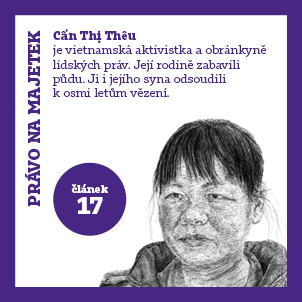 PRÁVO NA MAJETEK
Cấn Thị Thêu
je vietnamská aktivistka a obránkyně
lidských práv. Její rodině zabavili
půdu. Ji i jejího syna odsoudili
k osmi letům vězení.
článek
17